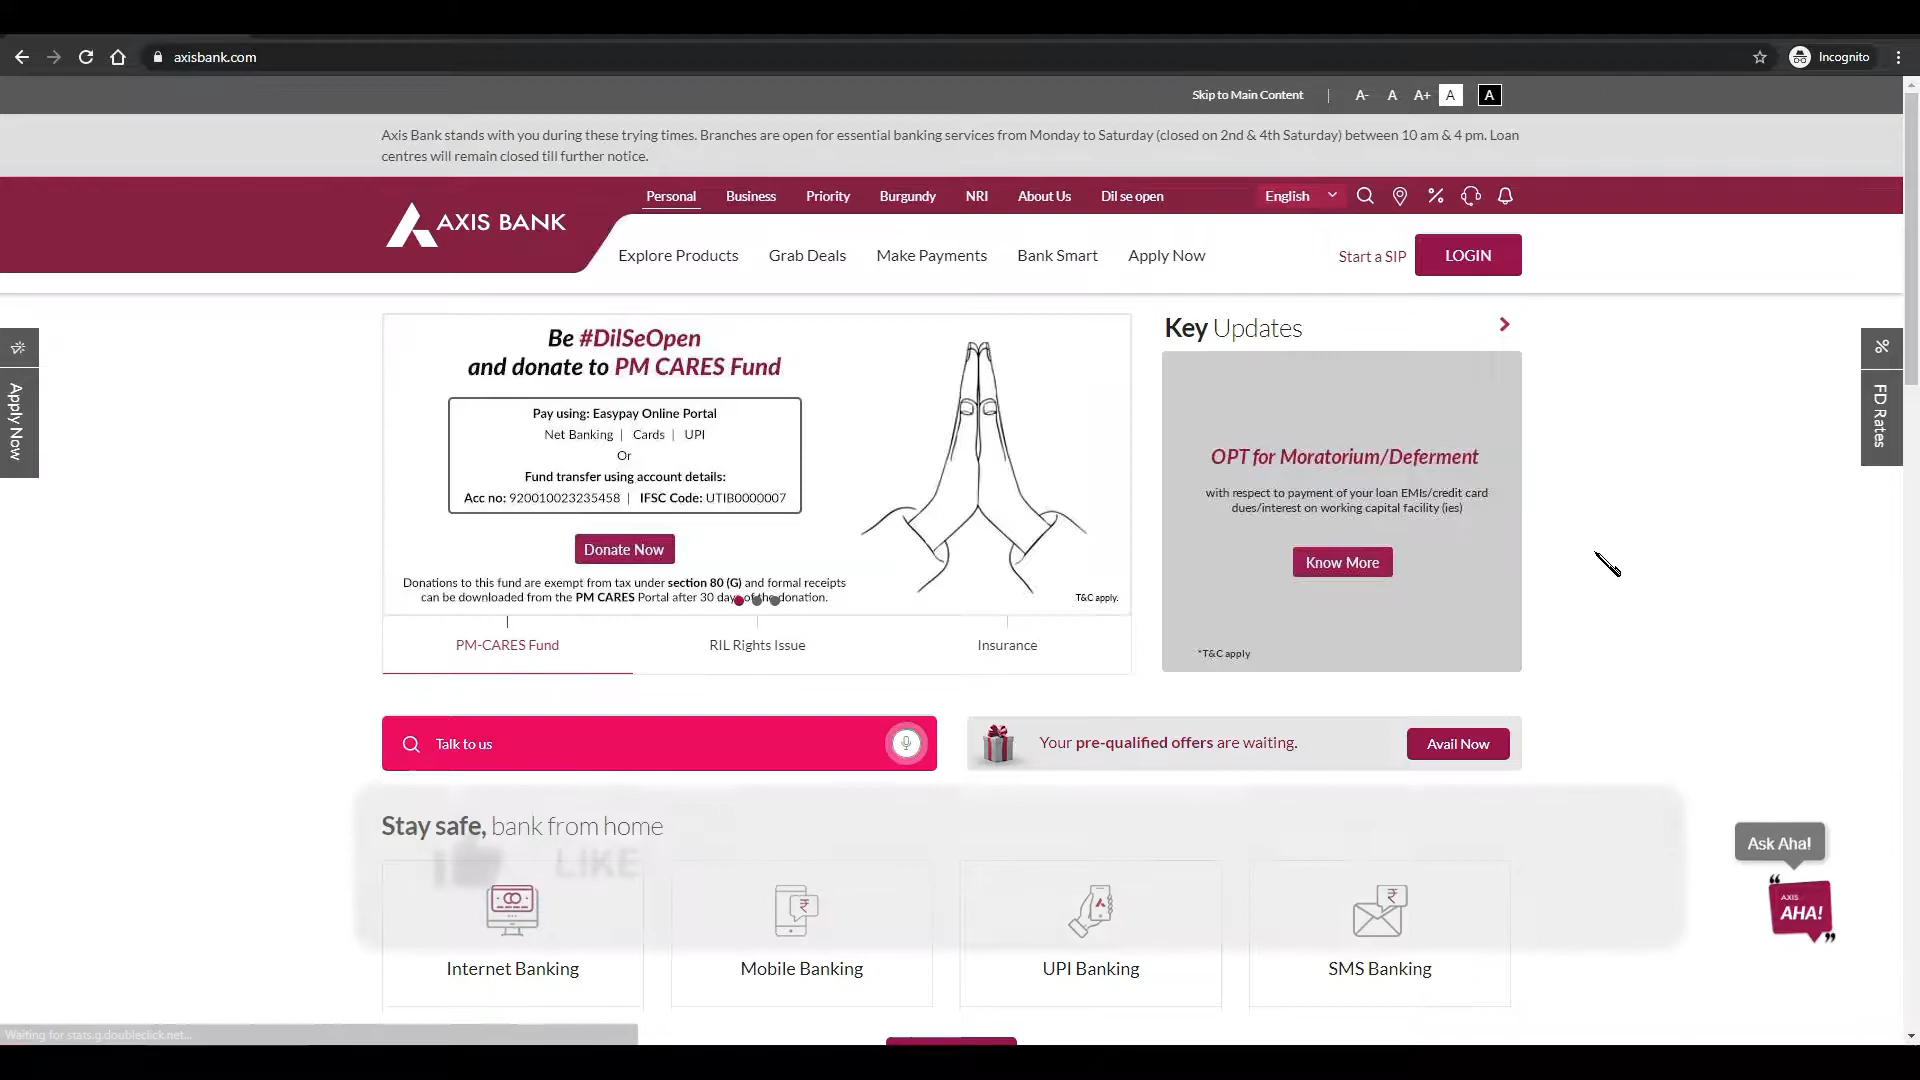 axisbank.com
Incognito
Skip to Main Content | A- A A+ A A
Axis Bank stands with you during these trying times. Branches are open for essential banking services from Monday to Saturday (closed on 2nd & 4th Saturday) between 10 am & 4 pm. Loan
centres will remain closed till further notice.
Personal Business Priority Burgundy NRI About Us Dil se open English
AXIS BANK
Explore Products Grab Deals Make Payments Bank Smart Apply Now Start a SIP LOGIN
Apply Now
Be #DilSeOpen
and donate to PM CARES Fund
Pay using: Easypay Online Portal
Net Banking | Cards | UPI
Or
Fund transfer using account details:
Acc no: 920010023235458 | IFSC Code: UTIB0000007
Donate Now
Donations to this fund are exempt from tax under section 80 (G) and formal receipts
can be downloaded from the PM CARES Portal after 30 days of the donation.
T&C apply.
PM-CARES Fund RIL Rights Issue Insurance
Key Updates
OPT for Moratorium/Deferment
with respect to payment of your loan EMIs/credit card
dues/interest on working capital facility (ies)
Know More
*T&C apply
FD Rates
Talk to us
Your pre-qualified offers are waiting. Avail Now
Stay safe, bank from home
LIKE
Internet Banking Mobile Banking UPI Banking SMS Banking
Ask Aha!
AXIS
AHA!
Waiting for stats.g.doubleclick.net...